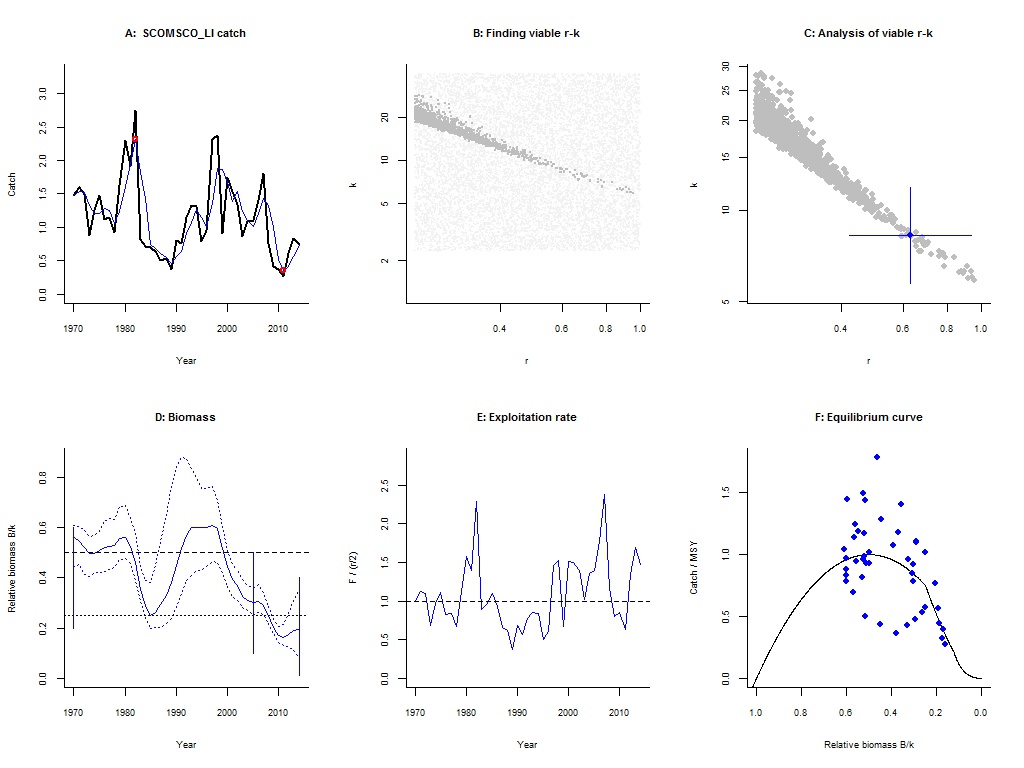 A: SCOMSCO_LI catch
B: Finding viable r-k
C: Analysis of viable r-k
Catch
0.0 0.5 1.0 1.5 2.0 2.5 3.0
1970 1980 1990 2000 2010
Year
k
2 5 10 20
0.4 0.6 0.8 1.0
r
k
5 10 15 20 25 30
0.4 0.6 0.8 1.0
r
D: Biomass
E: Exploitation rate
F: Equilibrium curve
Relative biomass B/k
0.0 0.2 0.4 0.6 0.8
1970 1980 1990 2000 2010
Year
F / (r/2)
0.0 0.5 1.0 1.5 2.0 2.5
1970 1980 1990 2000 2010
Year
Catch / MSY
0.0 0.5 1.0 1.5
1.0 0.8 0.6 0.4 0.2 0.0
Relative biomass B/k